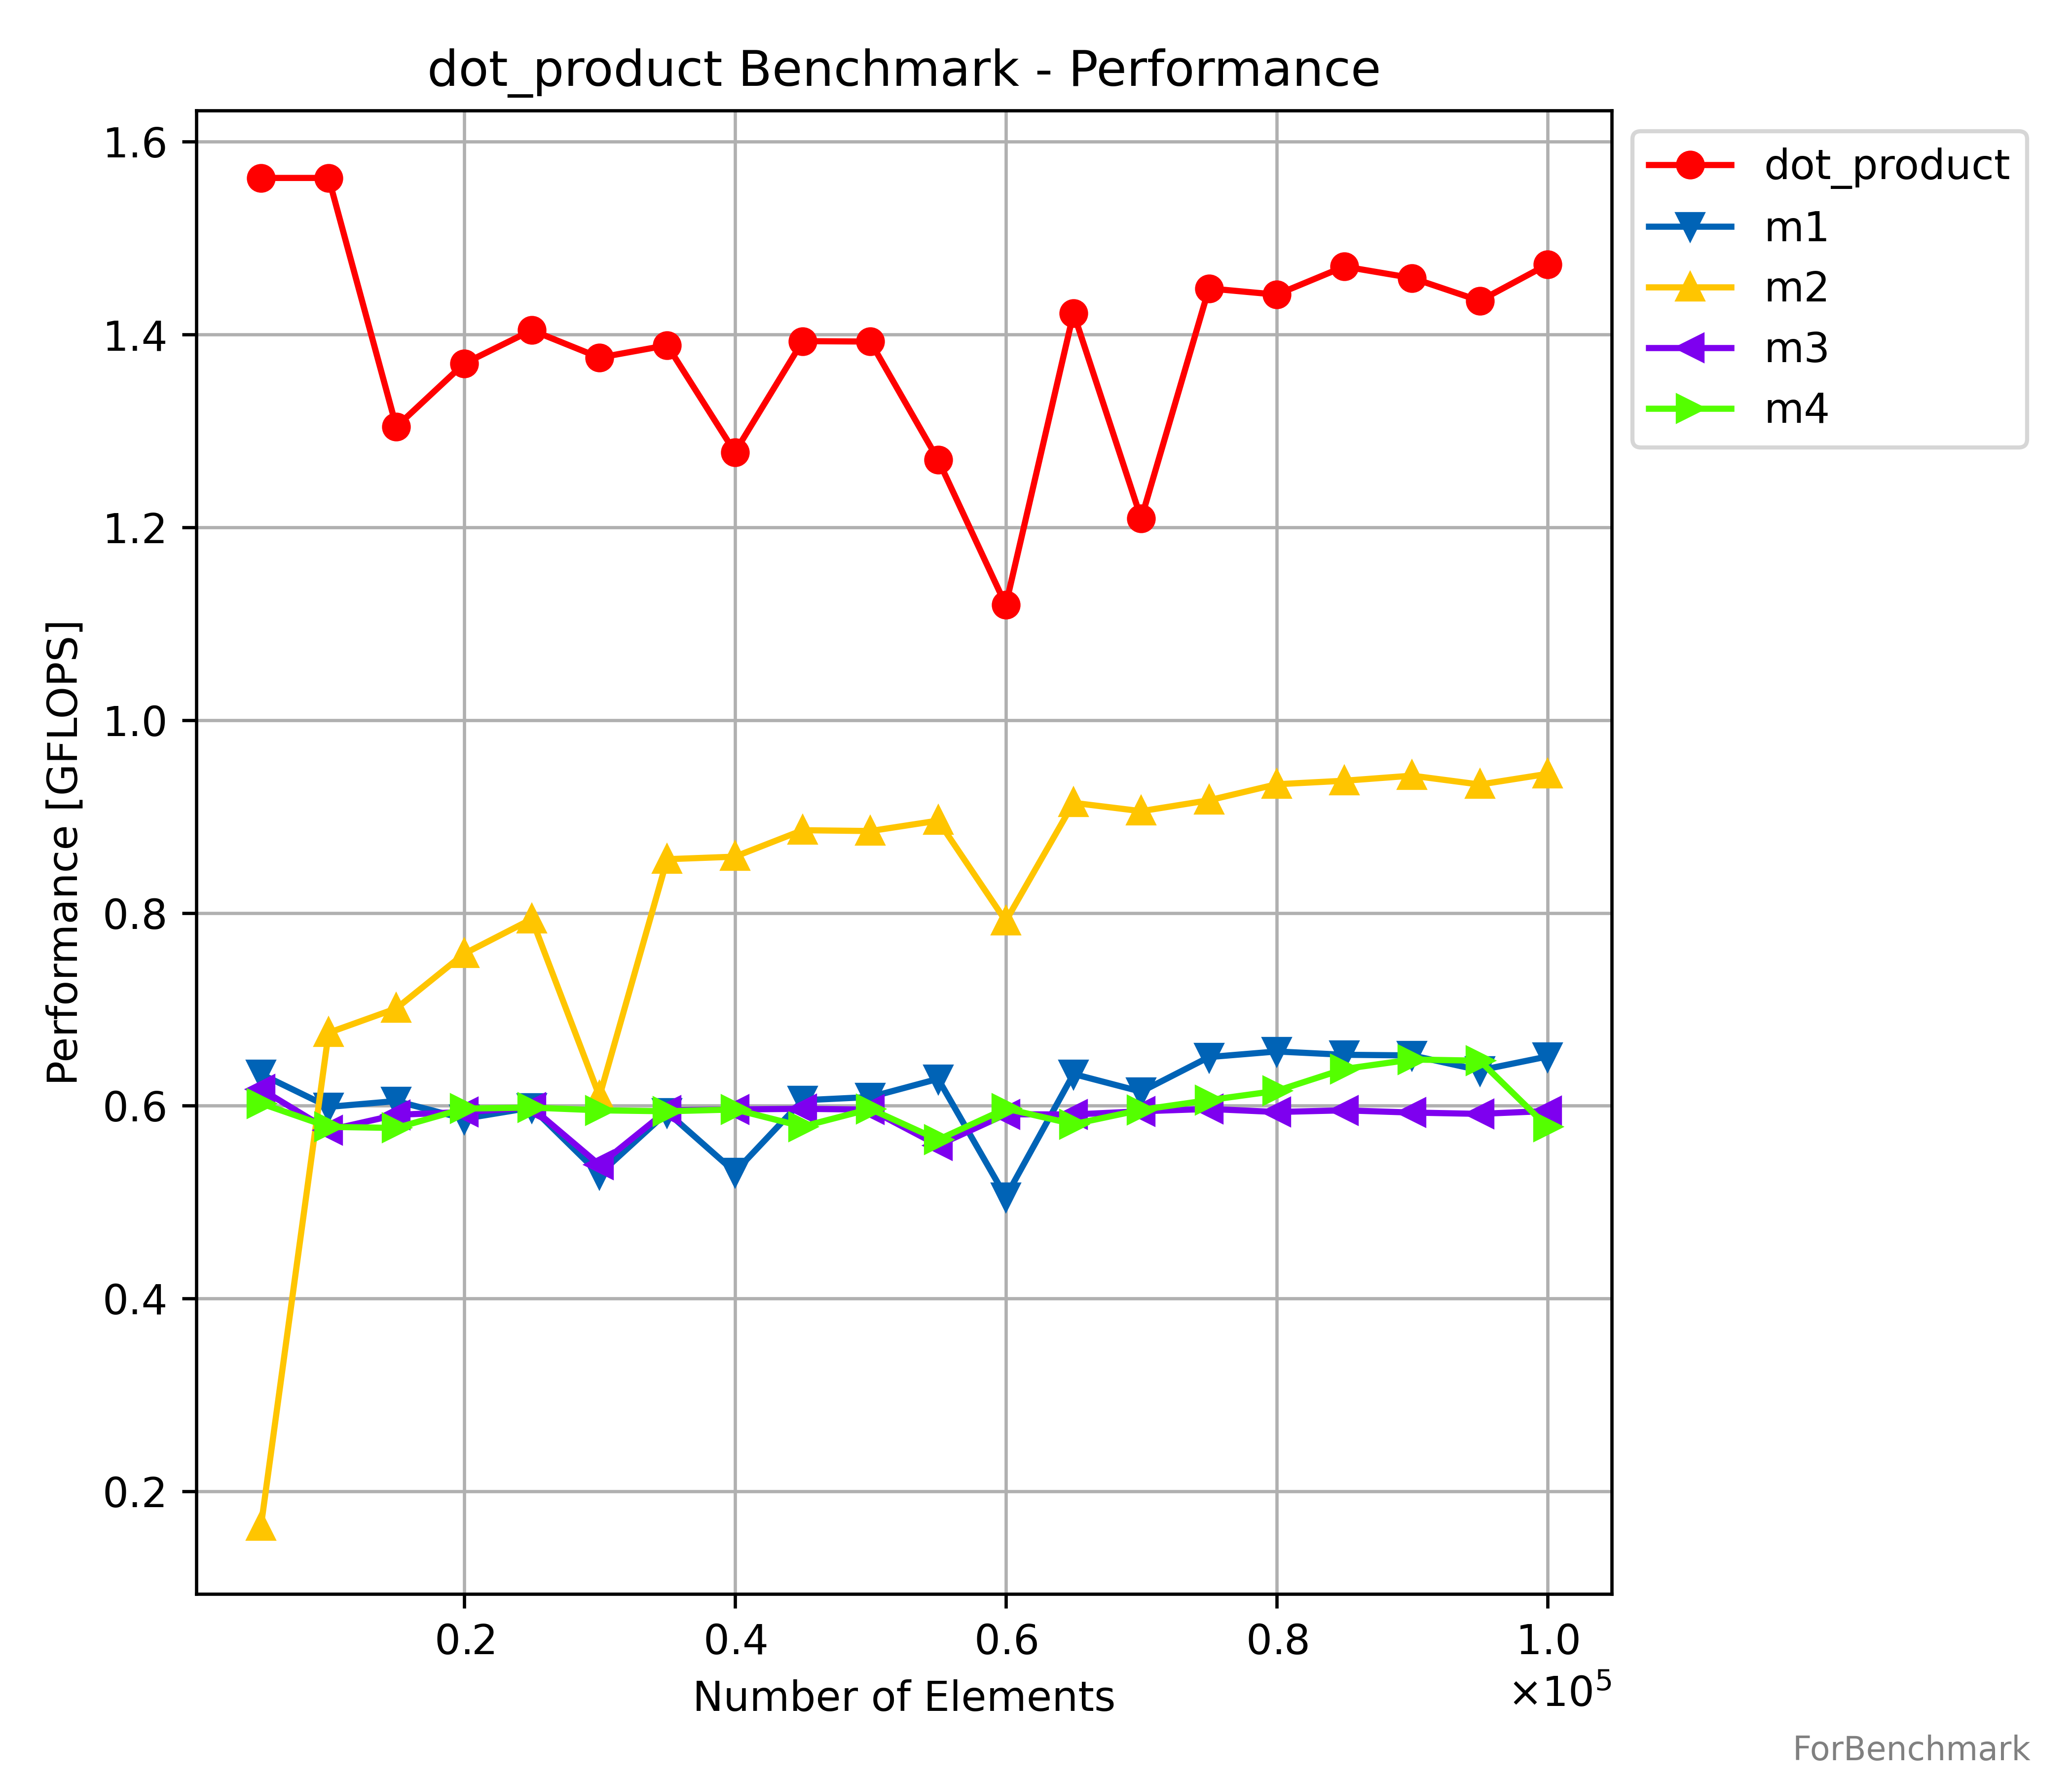 dot_product Benchmark - Performance
1.6
1.4
1.2
1.0
0.8
0.6
0.4
0.2
Performance [GFLOPS]
0.2 0.4 0.6 0.8 1.0
×10⁵
Number of Elements
dot_product
m1
m2
m3
m4
ForBenchmark